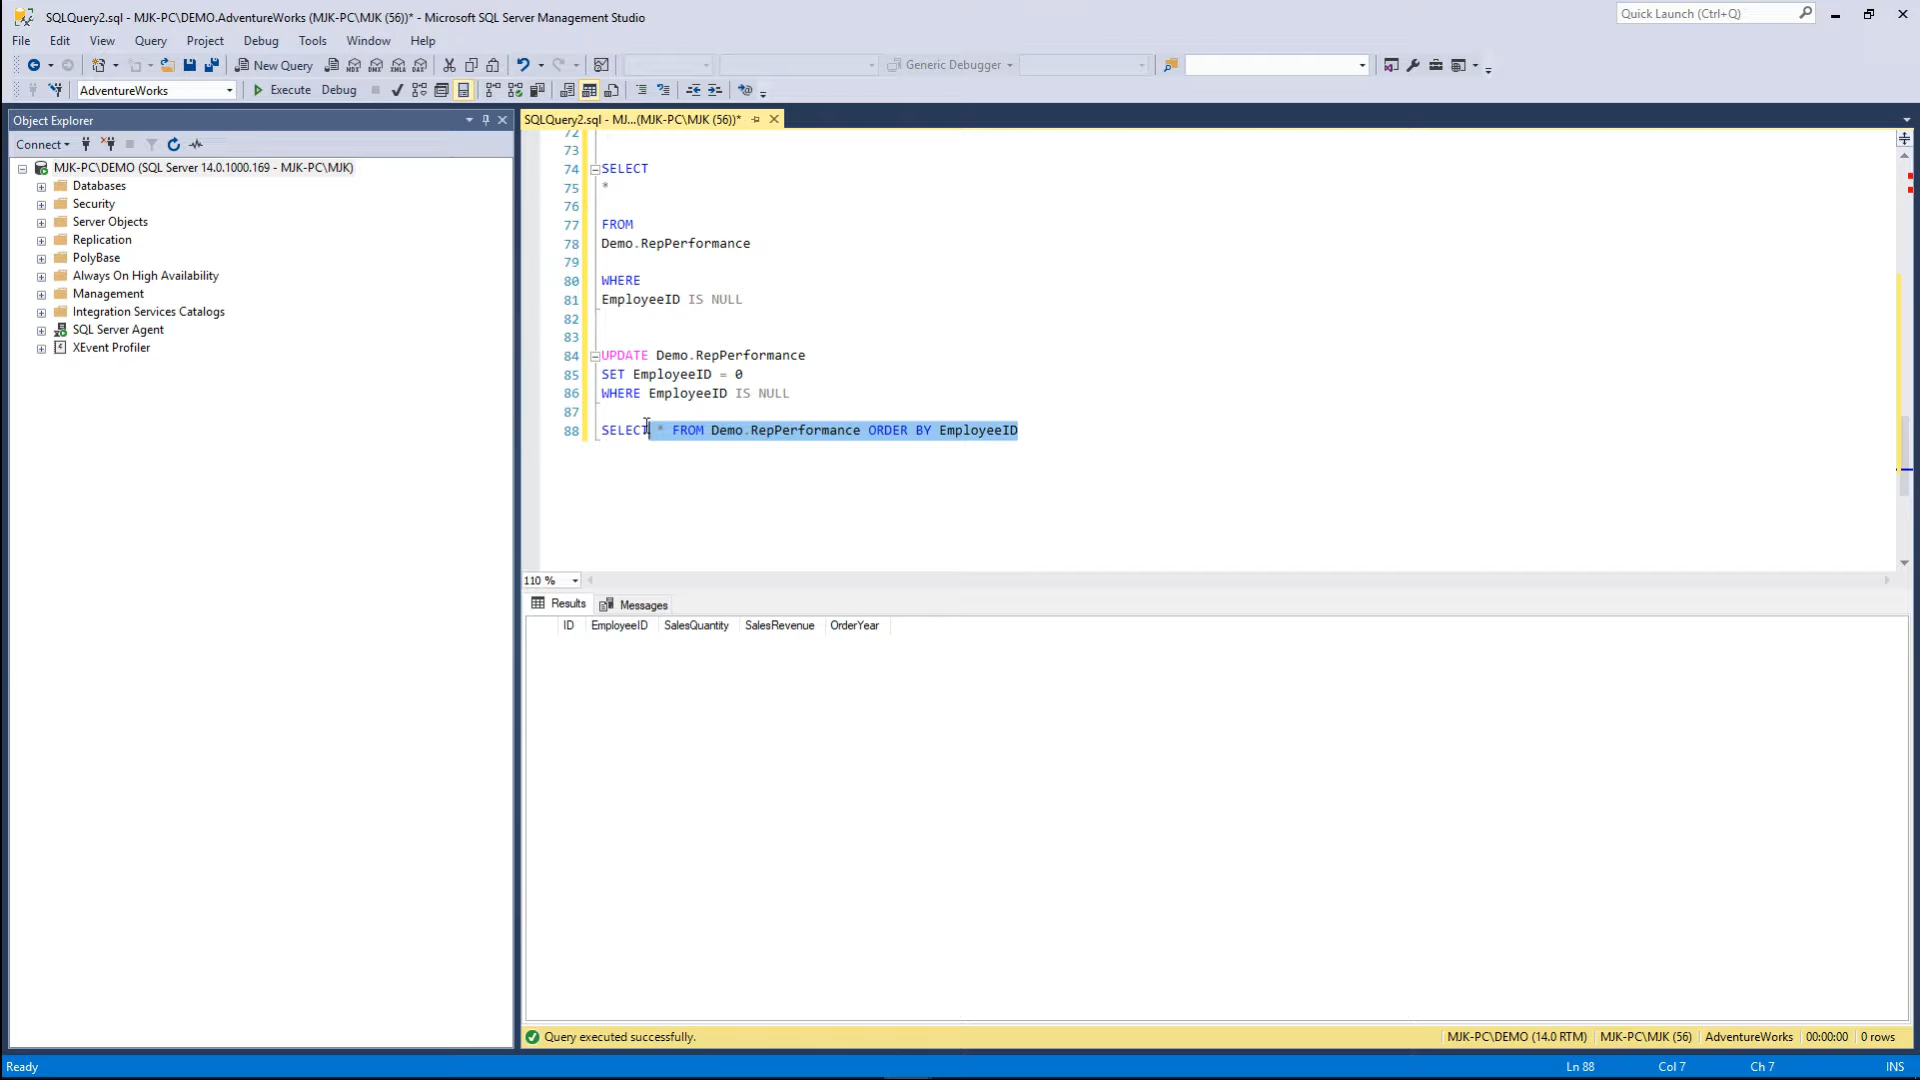 SQLQuery2.sql - MJK-PC\DEMO.AdventureWorks (MJK-PC\MJK (56))* - Microsoft SQL Server Management Studio
Quick Launch (Ctrl+Q)
File Edit View Query Project Debug Tools Window Help
New Query
Generic Debugger
AdventureWorks
Execute Debug
Object Explorer
SQLQuery2.sql - MJ...(MJK-PC\MJK (56))*
Connect
MJK-PC\DEMO (SQL Server 14.0.1000.169 - MJK-PC\MJK)
Databases
Security
Server Objects
Replication
PolyBase
Always On High Availability
Management
Integration Services Catalogs
SQL Server Agent
XEvent Profiler
72
73
74 SELECT
75 *
76
77 FROM
78 Demo.RepPerformance
79
80 WHERE
81 EmployeeID IS NULL
82
83
84 UPDATE Demo.RepPerformance
85 SET EmployeeID = 0
86 WHERE EmployeeID IS NULL
87
88 SELECT * FROM Demo.RepPerformance ORDER BY EmployeeID
110 %
Results Messages
ID EmployeeID SalesQuantity SalesRevenue OrderYear
Query executed successfully.
MJK-PC\DEMO (14.0 RTM) MJK-PC\MJK (56) AdventureWorks 00:00:00 0 rows
Ready
Ln 88 Col 7 Ch 7 INS